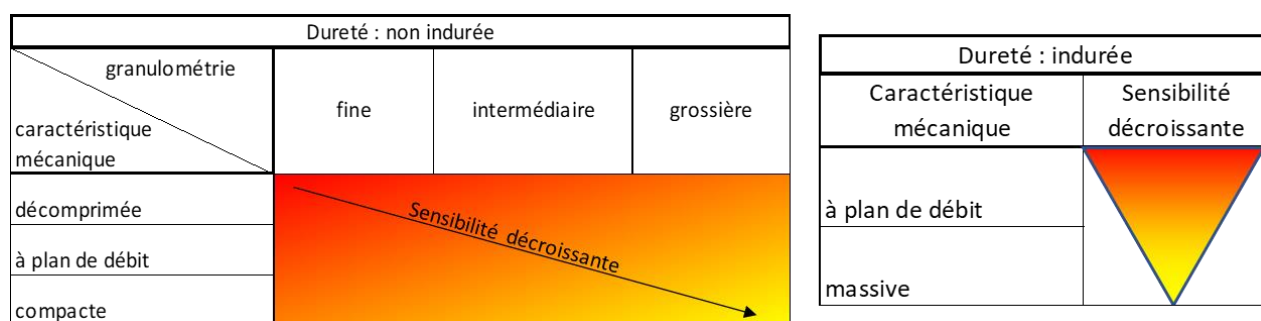 Dureté : non indurée
granulométrie
caractéristique
mécanique
fine
intermédiaire
grossière
décomprimée
à plan de débit
compacte
Sensibilité décroissante
Dureté : indurée
Caractéristique
mécanique
Sensibilité
décroissante
à plan de débit
massive